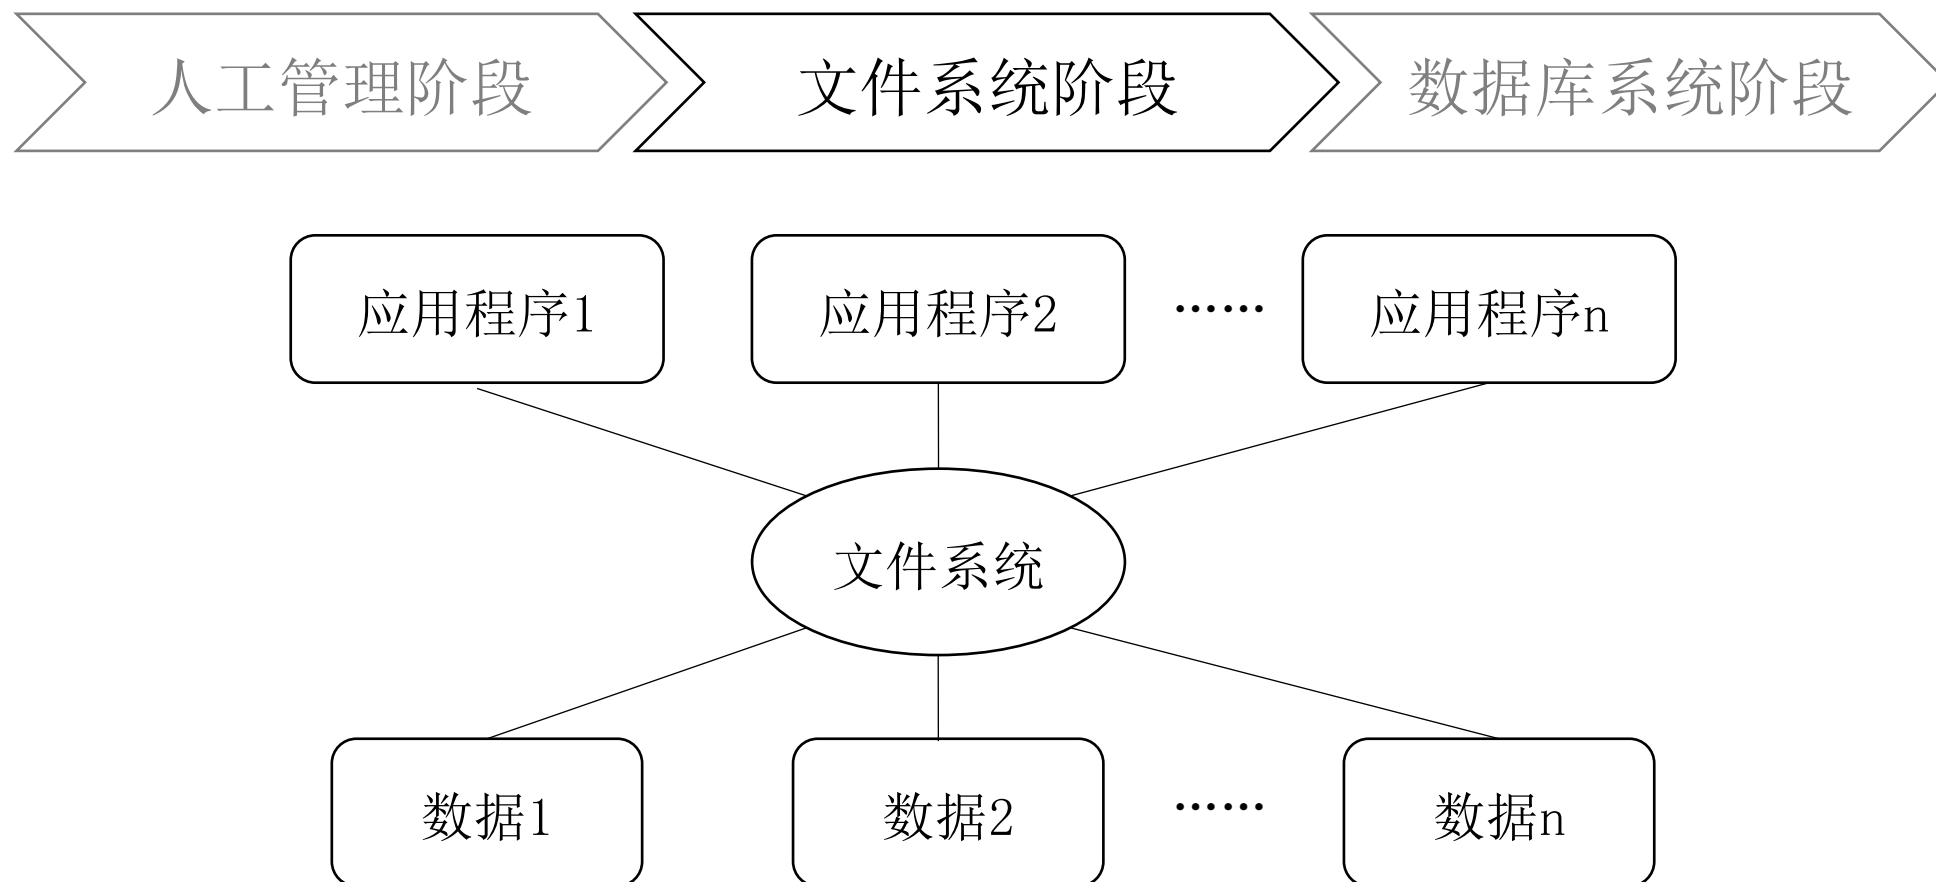 人工管理阶段 文件系统阶段 数据库系统阶段
应用程序1 应用程序2 …… 应用程序n
文件系统
数据1 数据2 …… 数据n